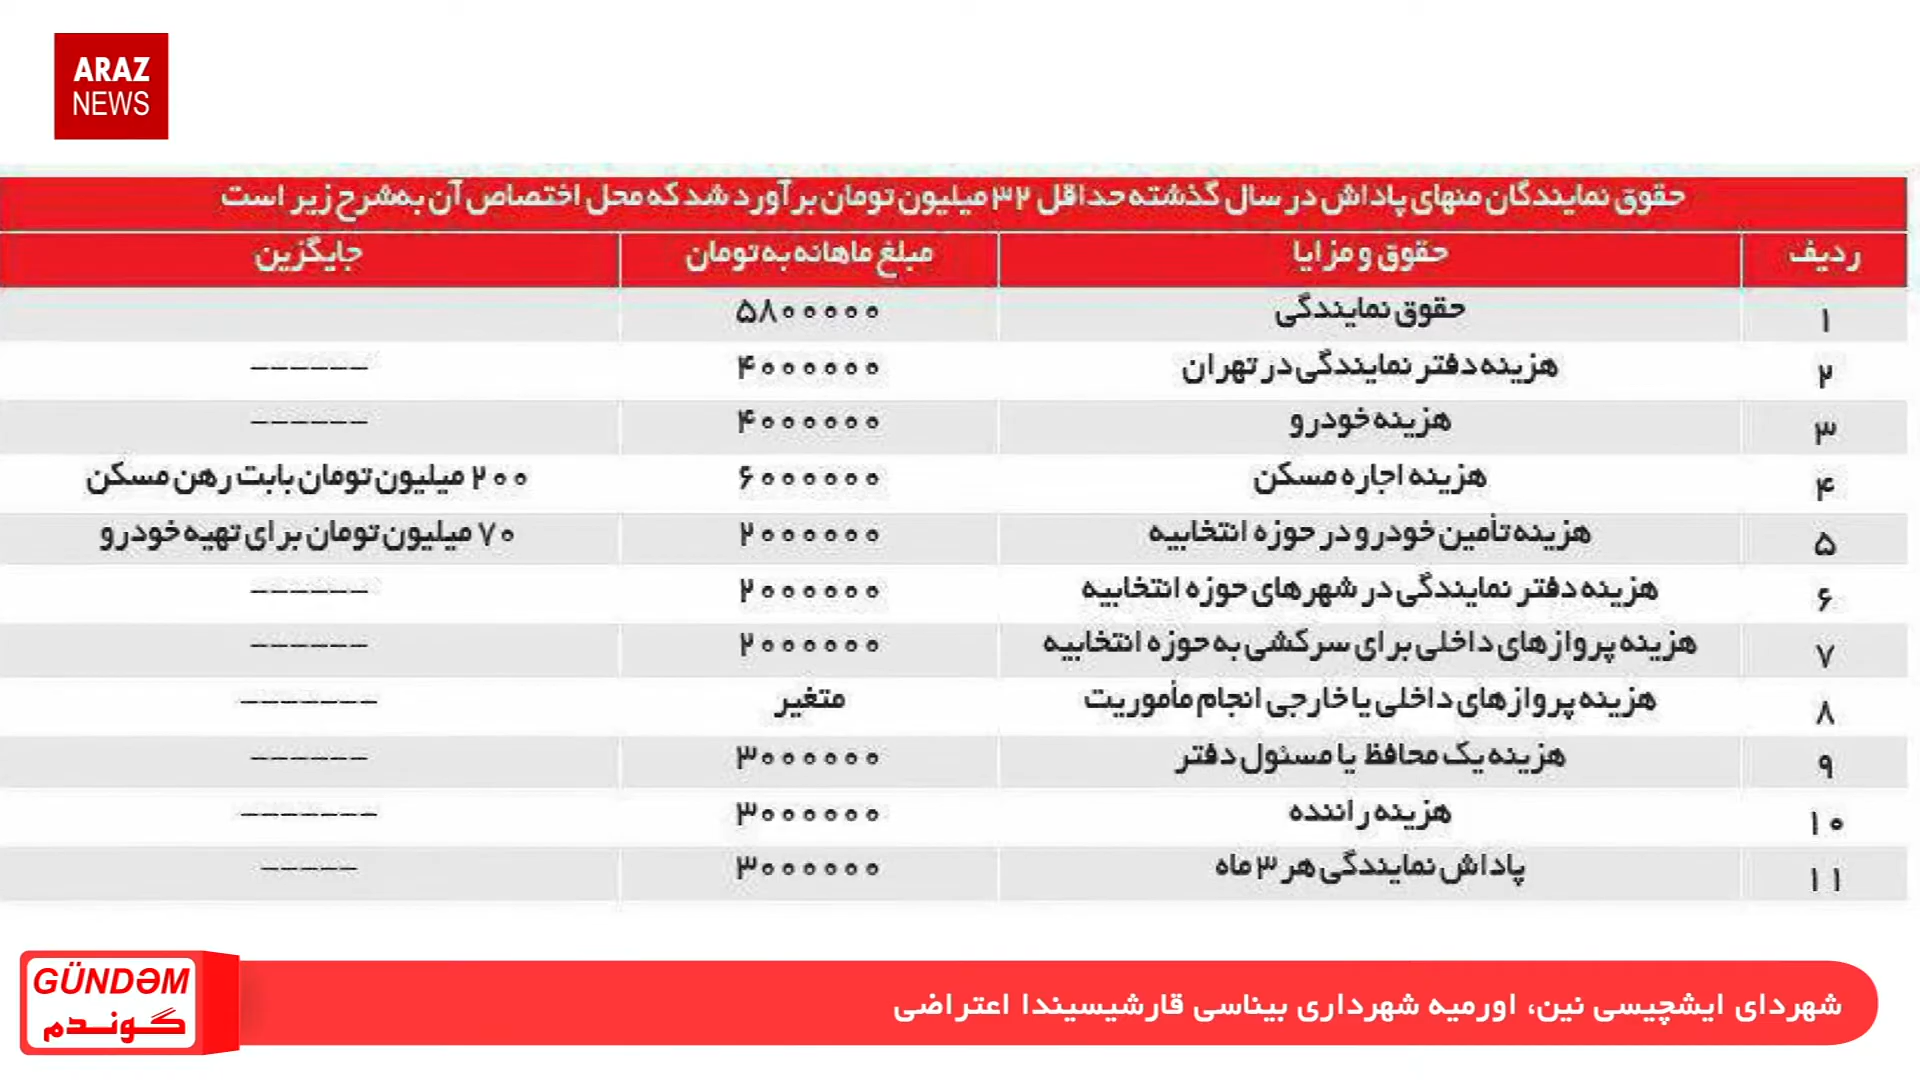 ARAZ
NEWS
حقوق نمایندگان منهای پاداش در سال گذشته حداقل ۳۲ میلیون تومان برآورد شد که محل اختصاص آن به‌شرح زیر است
ردیف حقوق و مزایا مبلغ ماهانه به تومان جایگزین
۱ حقوق نمایندگی ۵۸۰۰۰۰۰
۲ هزینه دفتر نمایندگی در تهران ۴۰۰۰۰۰۰ ------
۳ هزینه خودرو ۴۰۰۰۰۰۰ ------
۴ هزینه اجاره مسکن ۶۰۰۰۰۰۰ ۲۰۰ میلیون تومان بابت رهن مسکن
۵ هزینه تأمین خودرو در حوزه انتخابیه ۲۰۰۰۰۰۰ ۷۰ میلیون تومان برای تهیه خودرو
۶ هزینه دفتر نمایندگی در شهرهای حوزه انتخابیه ۲۰۰۰۰۰۰ ------
۷ هزینه پروازهای داخلی برای سرکشی به حوزه انتخابیه ۲۰۰۰۰۰۰ ------
۸ هزینه پروازهای داخلی یا خارجی انجام مأموریت متغیر -------
۹ هزینه یک محافظ یا مسئول دفتر ۳۰۰۰۰۰۰ ------
۱۰ هزینه راننده ۳۰۰۰۰۰۰ -------
۱۱ پاداش نمایندگی هر ۳ ماه ۳۰۰۰۰۰۰ -----
GÜNDƏM
گوندم
شهردای ایشچیسی نین، اورمیه شهرداری بیناسی قارشیسیندا اعتراضی